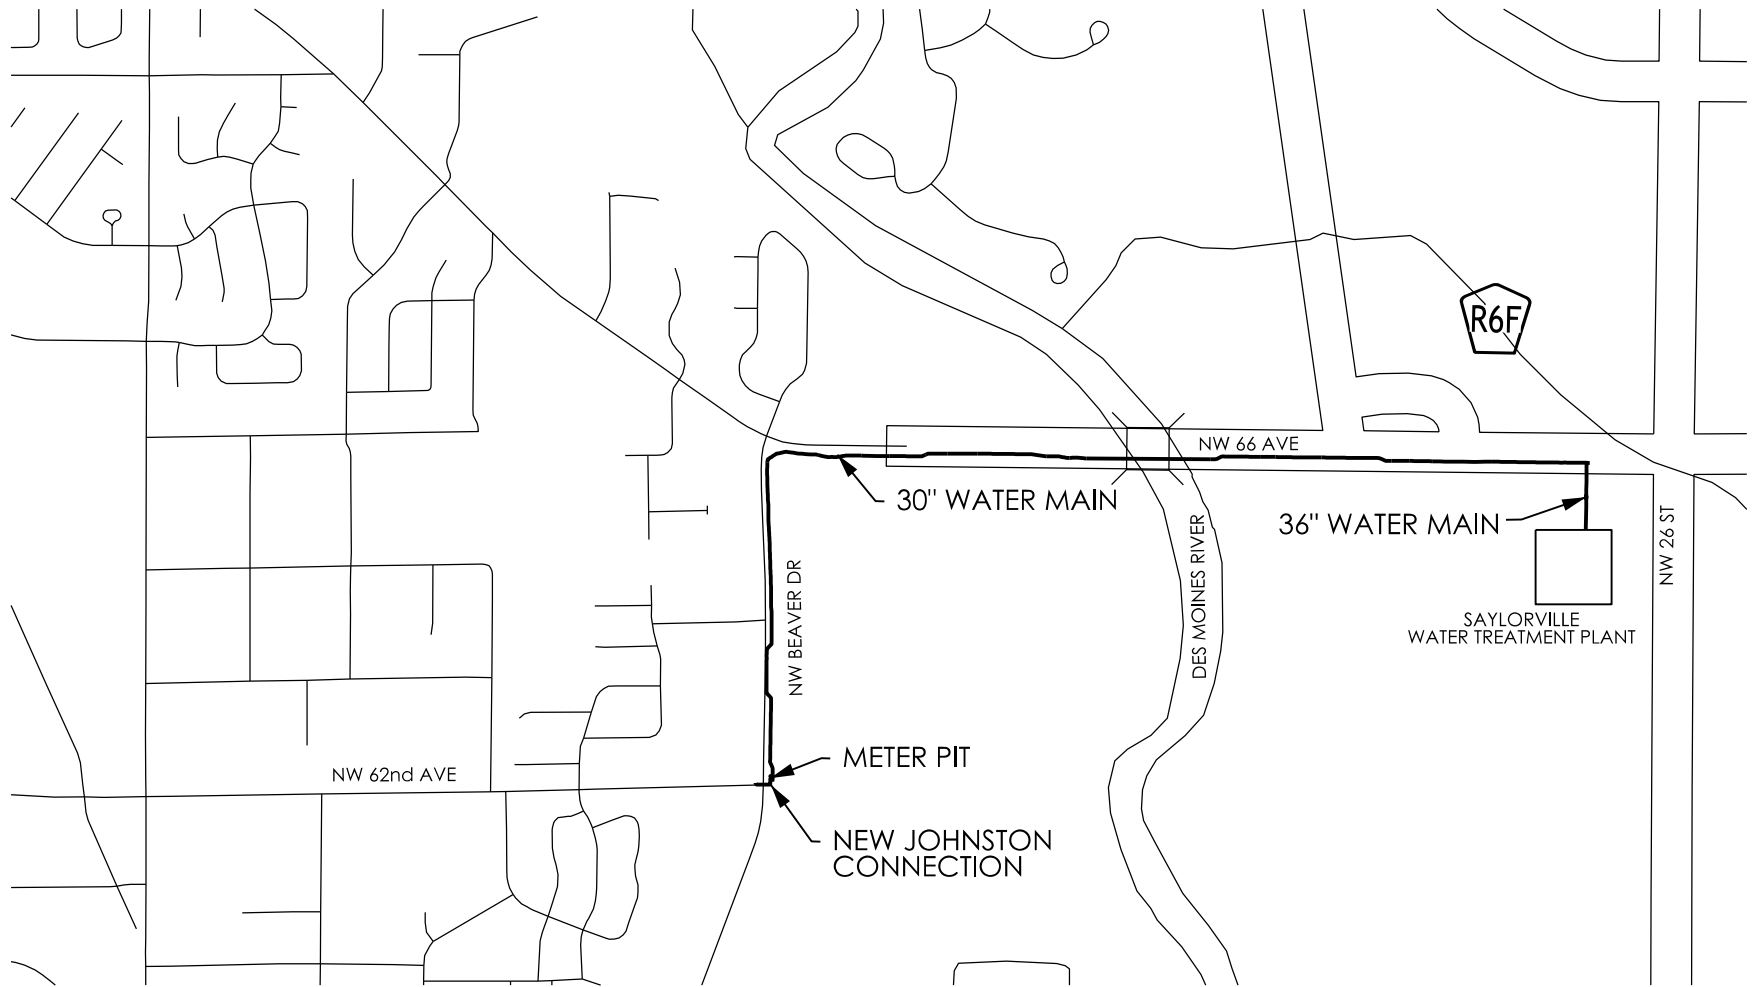 R6F
NW 66 AVE
30" WATER MAIN
36" WATER MAIN
NW 26 ST
DES MOINES RIVER
NW BEAVER DR
SAYLORVILLE
WATER TREATMENT PLANT
METER PIT
NW 62nd AVE
NEW JOHNSTON
CONNECTION